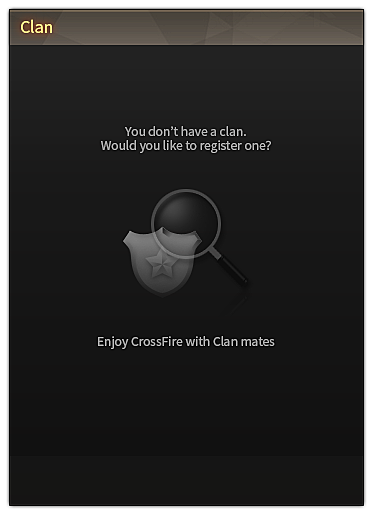 Clan
You don't have a clan.
Would you like to register one?
Enjoy CrossFire with Clan mates